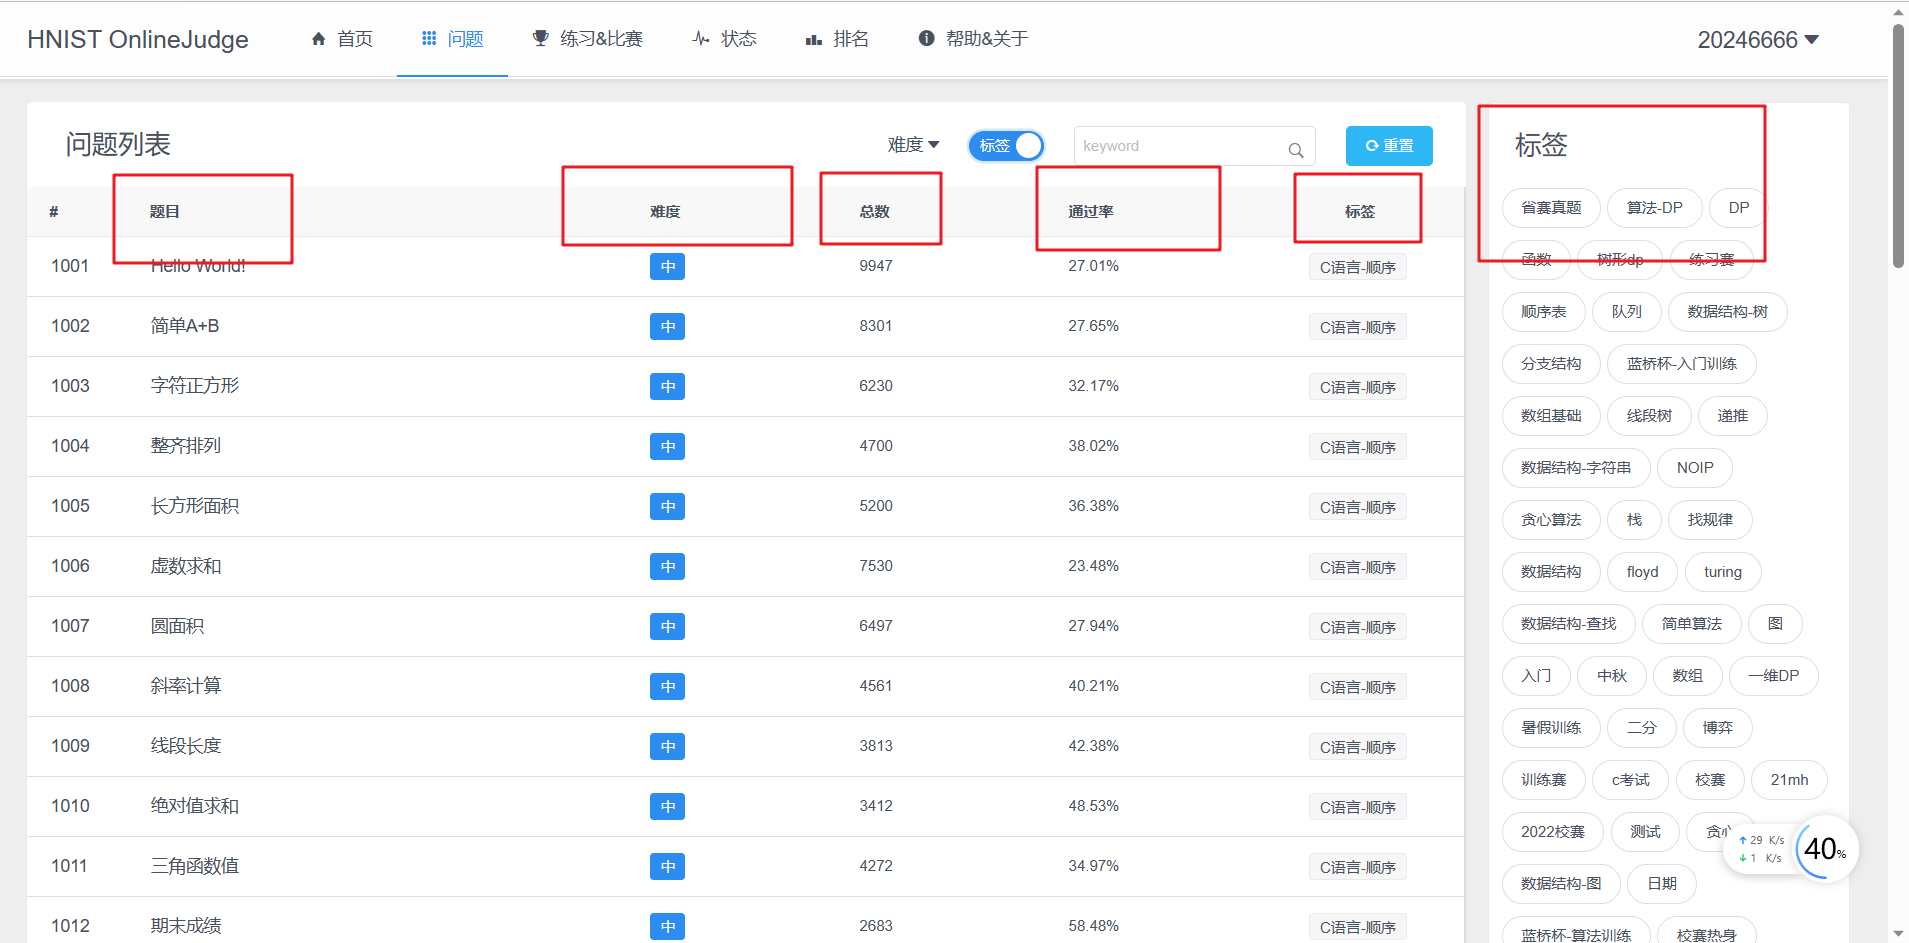 HNIST OnlineJudge 首页 问题 练习&比赛 状态 排名 帮助&关于 20246666
问题列表 难度 标签 keyword 重置
# 题目 难度 总数 通过率 标签
1001 Hello World! 中 9947 27.01% C语言-顺序
1002 简单A+B 中 8301 27.65% C语言-顺序
1003 字符正方形 中 6230 32.17% C语言-顺序
1004 整齐排列 中 4700 38.02% C语言-顺序
1005 长方形面积 中 5200 36.38% C语言-顺序
1006 虚数求和 中 7530 23.48% C语言-顺序
1007 圆面积 中 6497 27.94% C语言-顺序
1008 斜率计算 中 4561 40.21% C语言-顺序
1009 线段长度 中 3813 42.38% C语言-顺序
1010 绝对值求和 中 3412 48.53% C语言-顺序
1011 三角函数值 中 4272 34.97% C语言-顺序
1012 期末成绩 中 2683 58.48% C语言-顺序
标签
省赛真题 算法-DP DP
函数 树形dp 练习赛
顺序表 队列 数据结构-树
分支结构 蓝桥杯-入门训练
数组基础 线段树 递推
数据结构-字符串 NOIP
贪心算法 栈 找规律
数据结构 floyd turing
数据结构-查找 简单算法 图
入门 中秋 数组 一维DP
暑假训练 二分 博弈
训练赛 c考试 校赛 21mh
2022校赛 测试 贪心
29 K/s
1 K/s
40%
数据结构-图 日期
蓝桥杯-算法训练 校赛热身